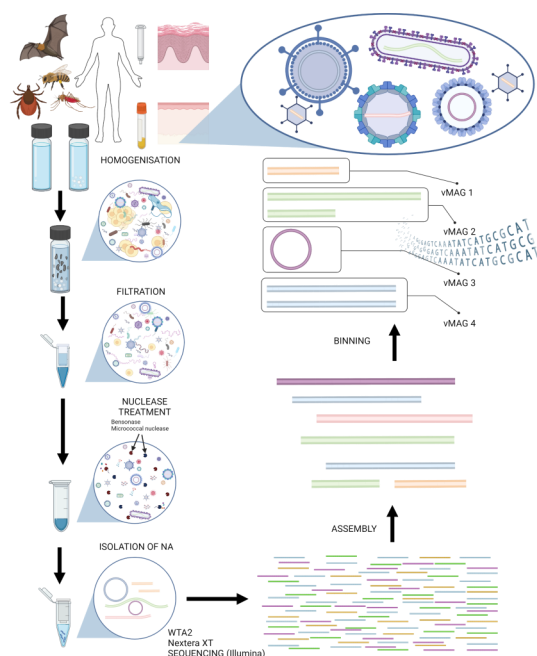 HOMOGENISATION
FILTRATION
NUCLEASE
TREATMENT
Bensonase
Micrococcal nuclease
ISOLATION OF NA
WTA2
Nextera XT
SEQUENCING (Illumina)
ASSEMBLY
BINNING
vMAG 1
vMAG 2
vMAG 3
vMAG 4